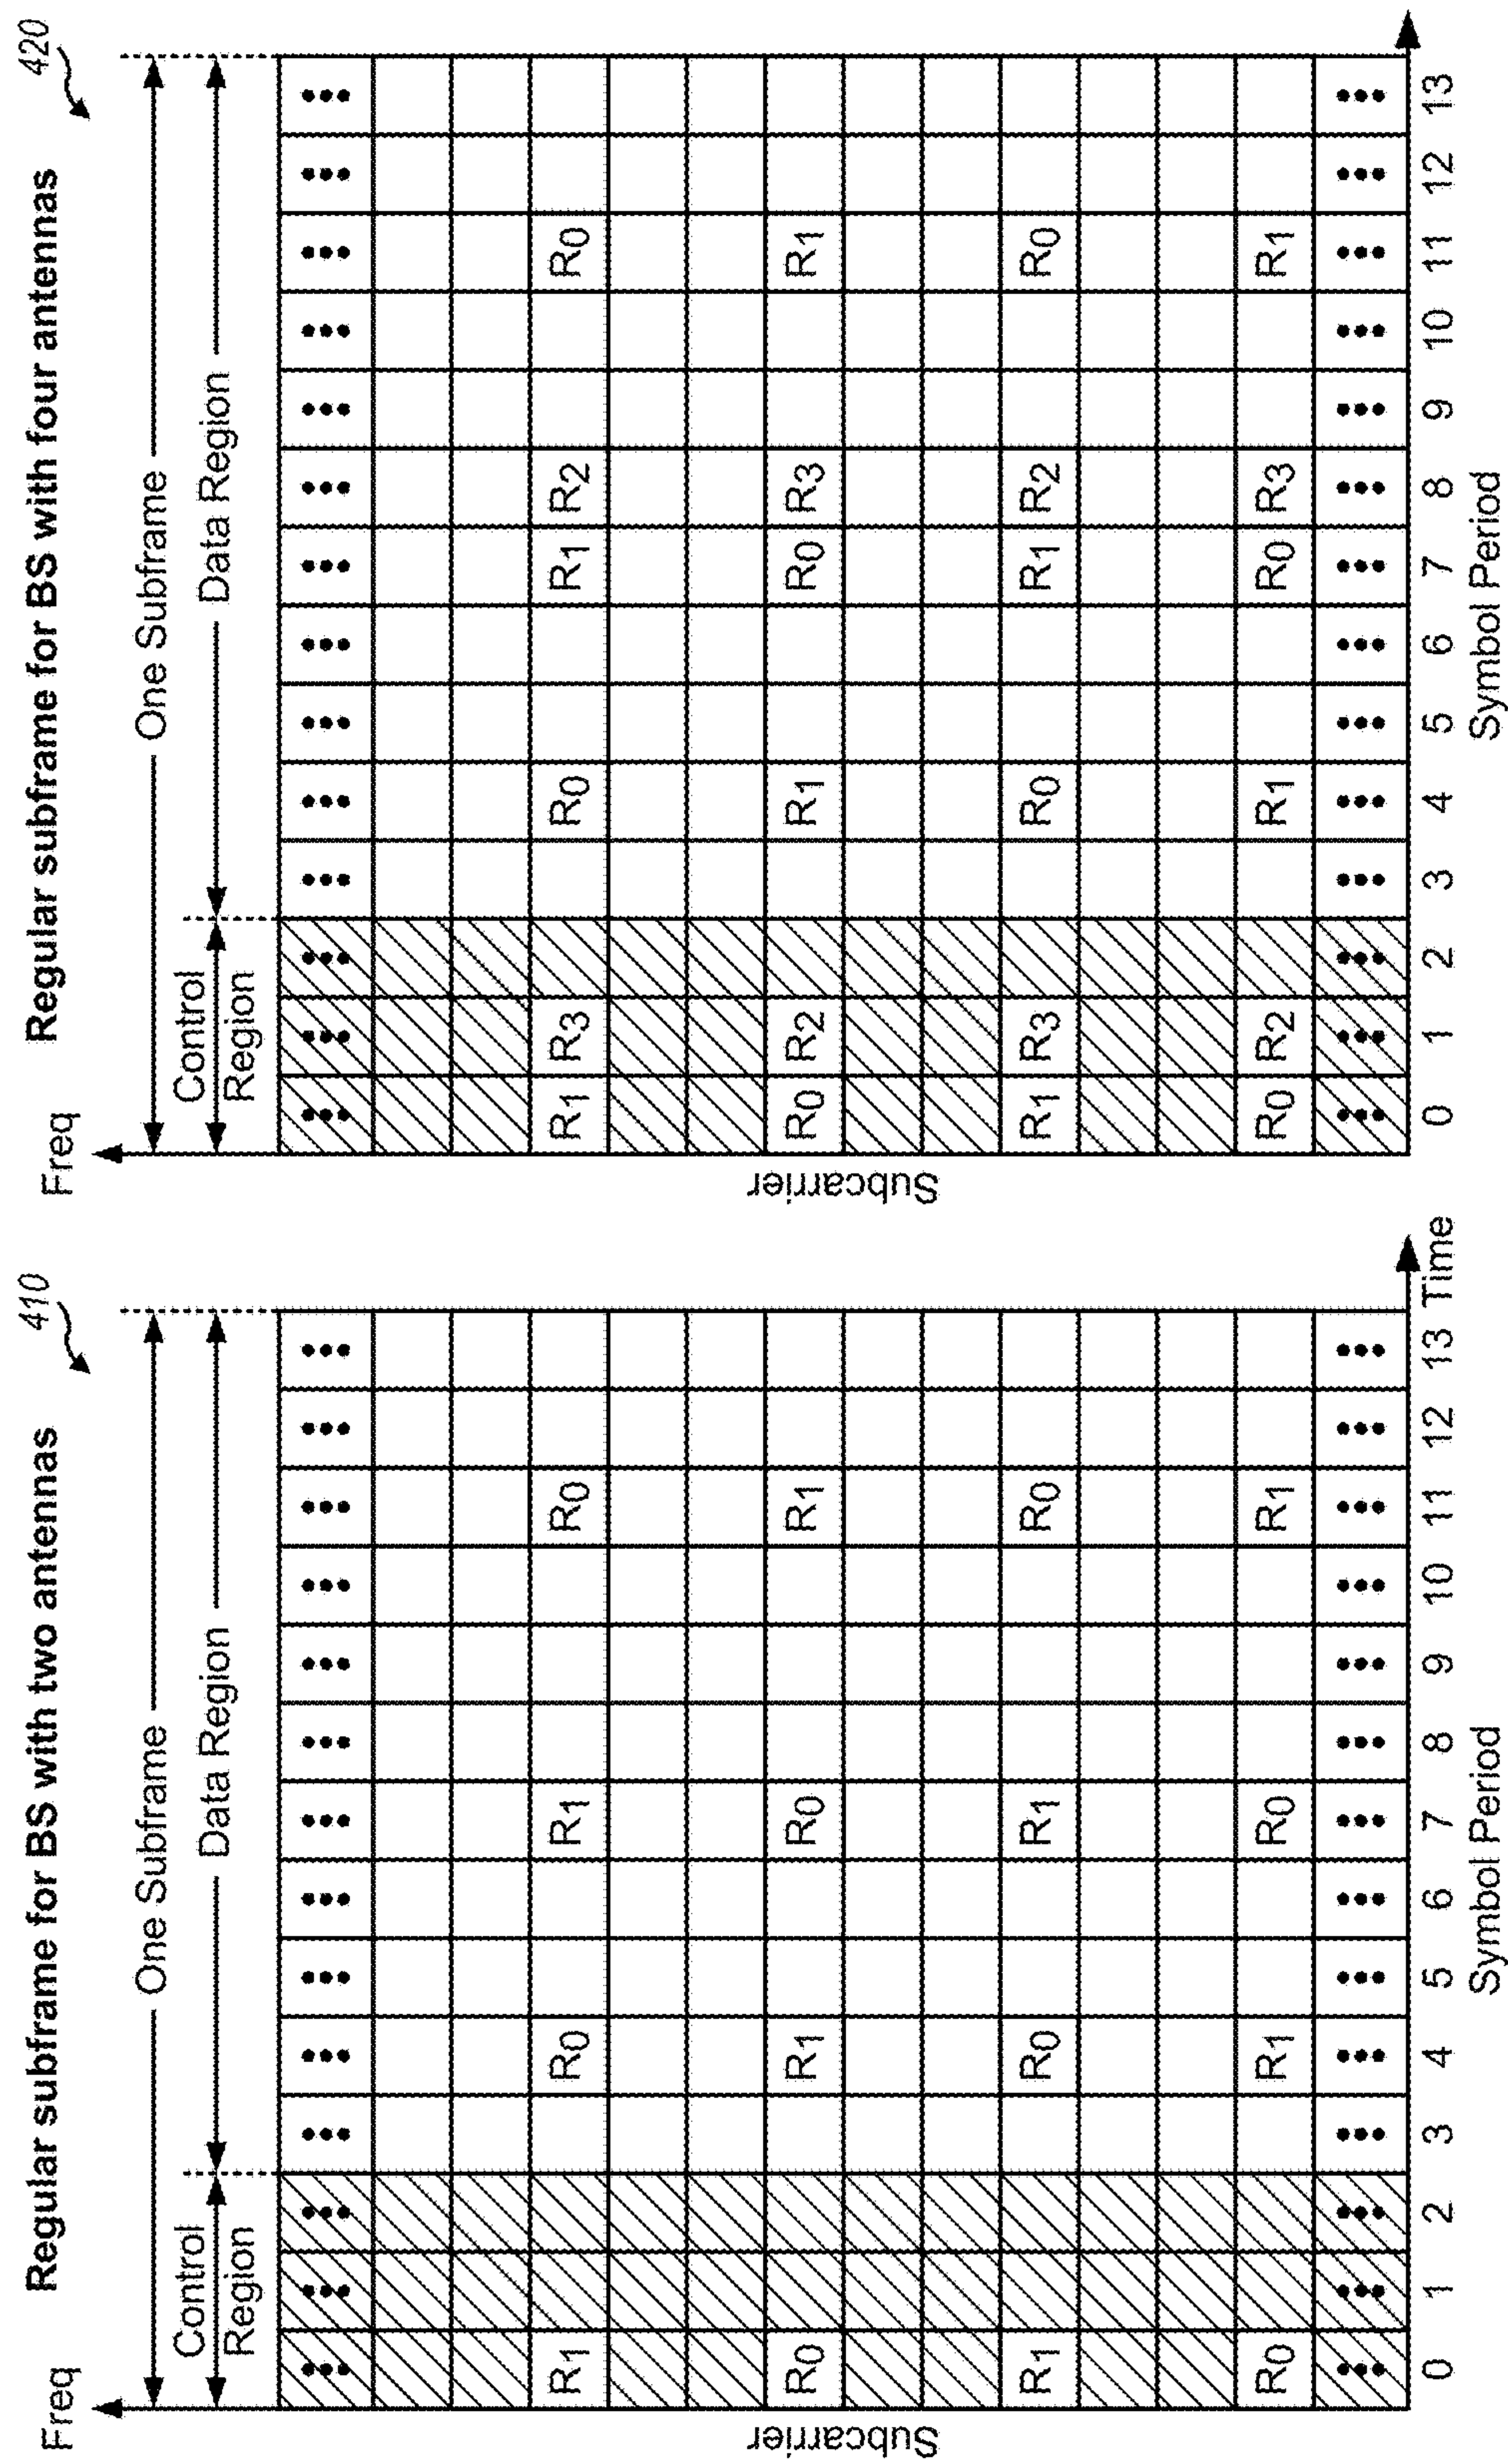 Regular subframe for BS with two antennas
410
Freq
One Subframe
Control
Region
Data Region
••• ••• ••• ••• ••• ••• ••• ••• ••• ••• ••• ••• ••• •••
R1 R0 R1 R0
R0 R1 R0 R1
R1 R0 R1 R0
R0 R1 R0 R1
••• ••• ••• ••• ••• ••• ••• ••• ••• ••• ••• ••• ••• •••
Subcarrier
0 1 2 3 4 5 6 7 8 9 10 11 12 13 Time
Symbol Period
Regular subframe for BS with four antennas
420
Freq
One Subframe
Control
Region
Data Region
••• ••• ••• ••• ••• ••• ••• ••• ••• ••• ••• ••• ••• •••
R1 R3 R0 R1 R2 R0
R0 R2 R1 R0 R3 R1
R1 R3 R0 R1 R2 R0
R0 R2 R1 R0 R3 R1
••• ••• ••• ••• ••• ••• ••• ••• ••• ••• ••• ••• ••• •••
Subcarrier
0 1 2 3 4 5 6 7 8 9 10 11 12 13
Symbol Period